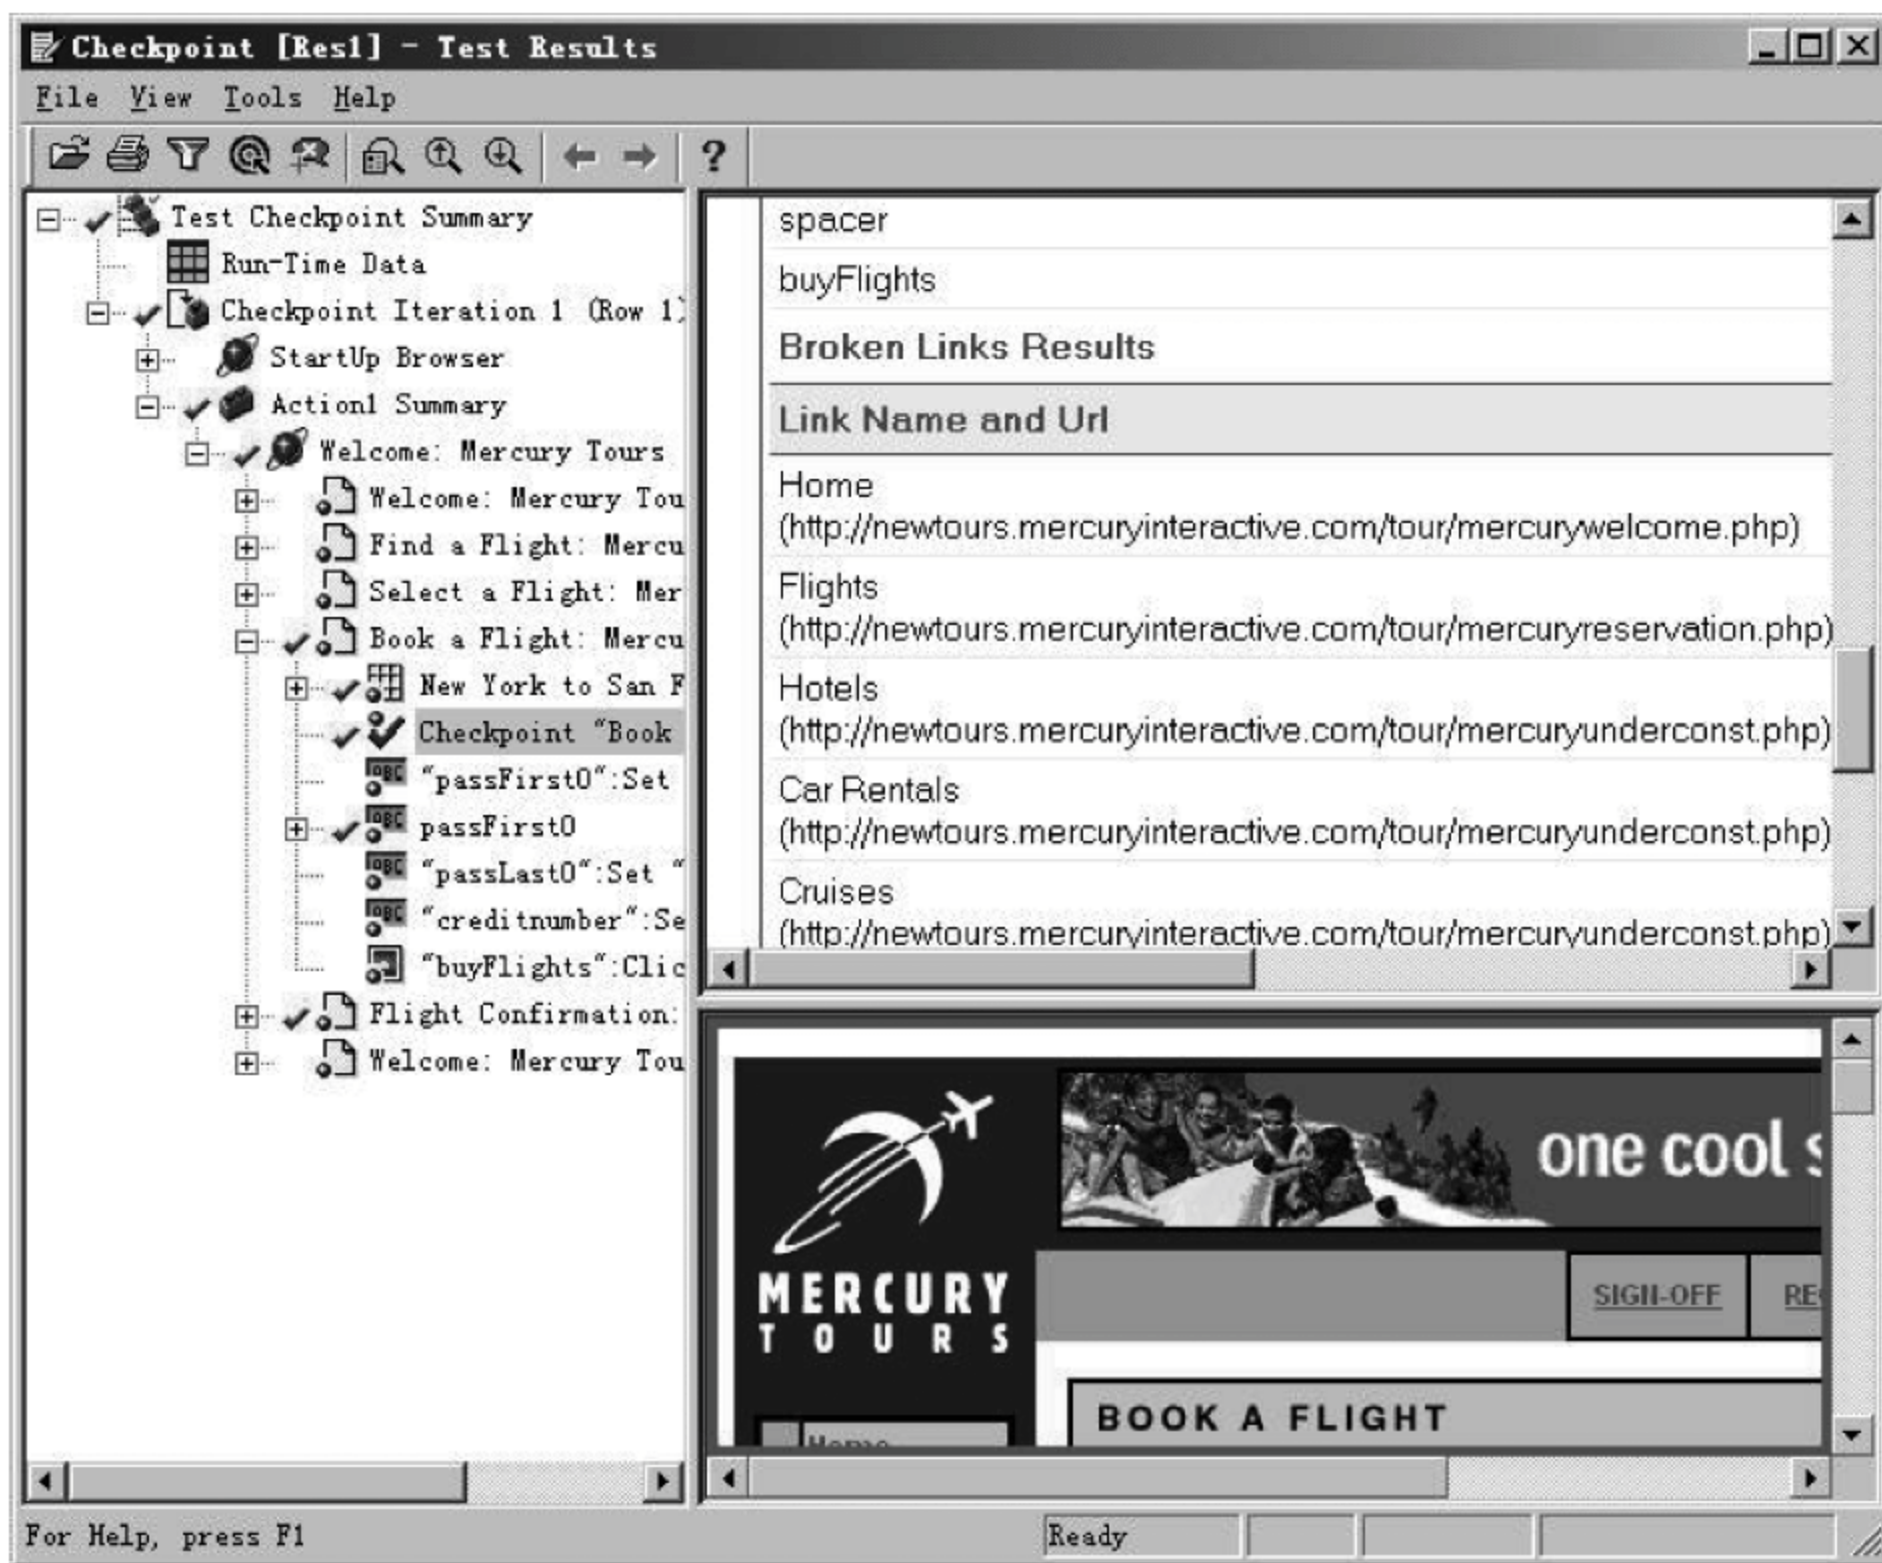 Checkpoint [Res1] - Test Results
File View Tools Help
Test Checkpoint Summary
Run-Time Data
Checkpoint Iteration 1 (Row 1)
StartUp Browser
Action1 Summary
Welcome: Mercury Tours
Welcome: Mercury Tou
Find a Flight: Mercu
Select a Flight: Mer
Book a Flight: Mercu
New York to San F
Checkpoint "Book
"passFirst0":Set
passFirst0
"passLast0":Set "
"creditnumber":Se
"buyFlights":Clic
Flight Confirmation:
Welcome: Mercury Tou
spacer
buyFlights
Broken Links Results
Link Name and Url
Home
(http://newtours.mercuryinteractive.com/tour/mercurywelcome.php)
Flights
(http://newtours.mercuryinteractive.com/tour/mercuryreservation.php)
Hotels
(http://newtours.mercuryinteractive.com/tour/mercuryunderconst.php)
Car Rentals
(http://newtours.mercuryinteractive.com/tour/mercuryunderconst.php)
Cruises
(http://newtours.mercuryinteractive.com/tour/mercuryunderconst.php)
one cool s
MERCURY
TOURS
SIGN-OFF RE
BOOK A FLIGHT
Home
For Help, press F1
Ready